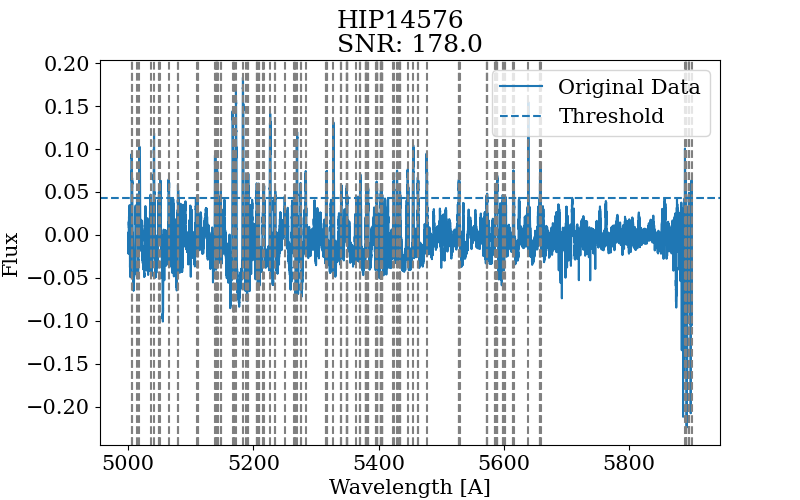 HIP14576
SNR: 178.0
0.20
0.15
0.10
0.05
0.00
−0.05
−0.10
−0.15
−0.20
Flux
Original Data
Threshold
5000
5200
5400
5600
5800
Wavelength [A]